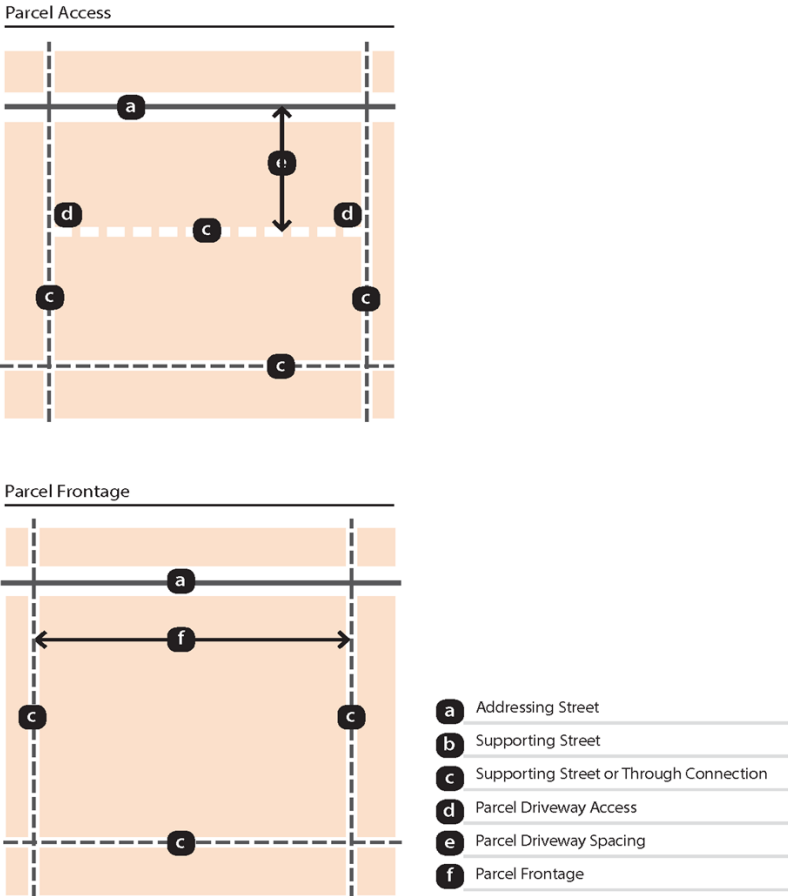 Parcel Access
a
e
d
d
c
c
c
c
Parcel Frontage
a
f
c
c
c
a Addressing Street
b Supporting Street
c Supporting Street or Through Connection
d Parcel Driveway Access
e Parcel Driveway Spacing
f Parcel Frontage